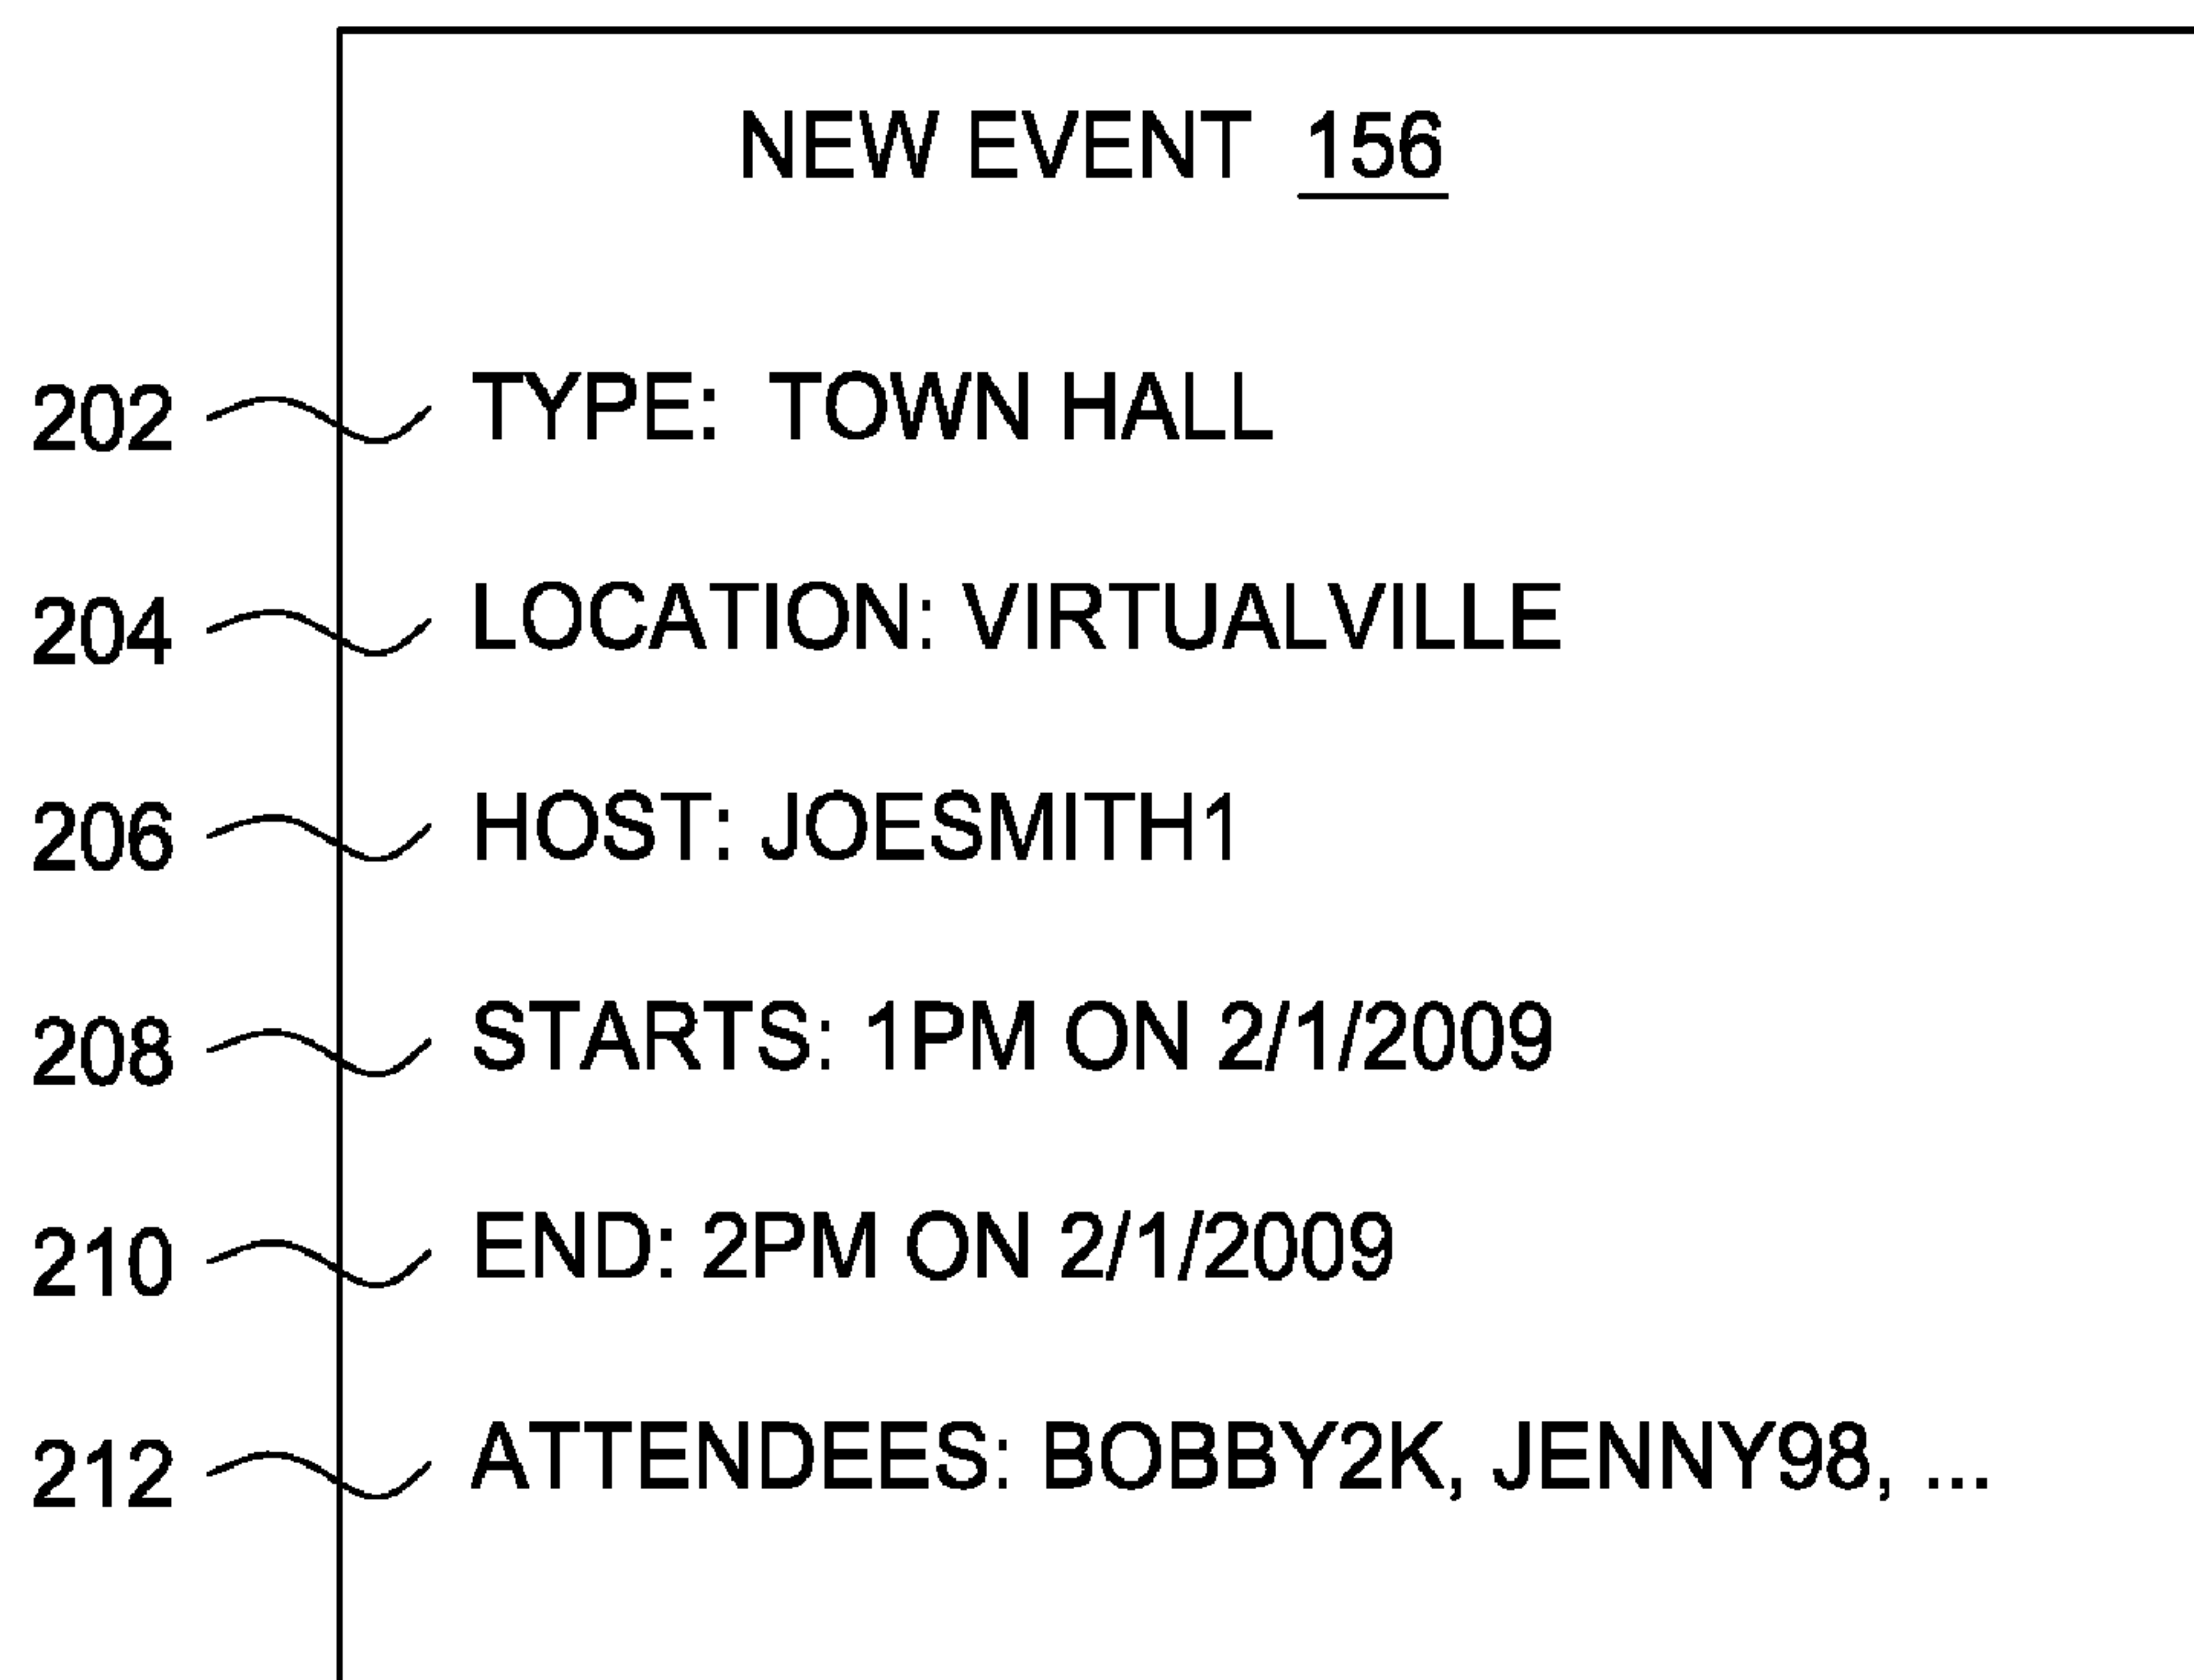 NEW EVENT 156
202 TYPE: TOWN HALL
204 LOCATION: VIRTUALVILLE
206 HOST: JOESMITH1
208 STARTS: 1PM ON 2/1/2009
210 END: 2PM ON 2/1/2009
212 ATTENDEES: BOBBY2K, JENNY98, ...